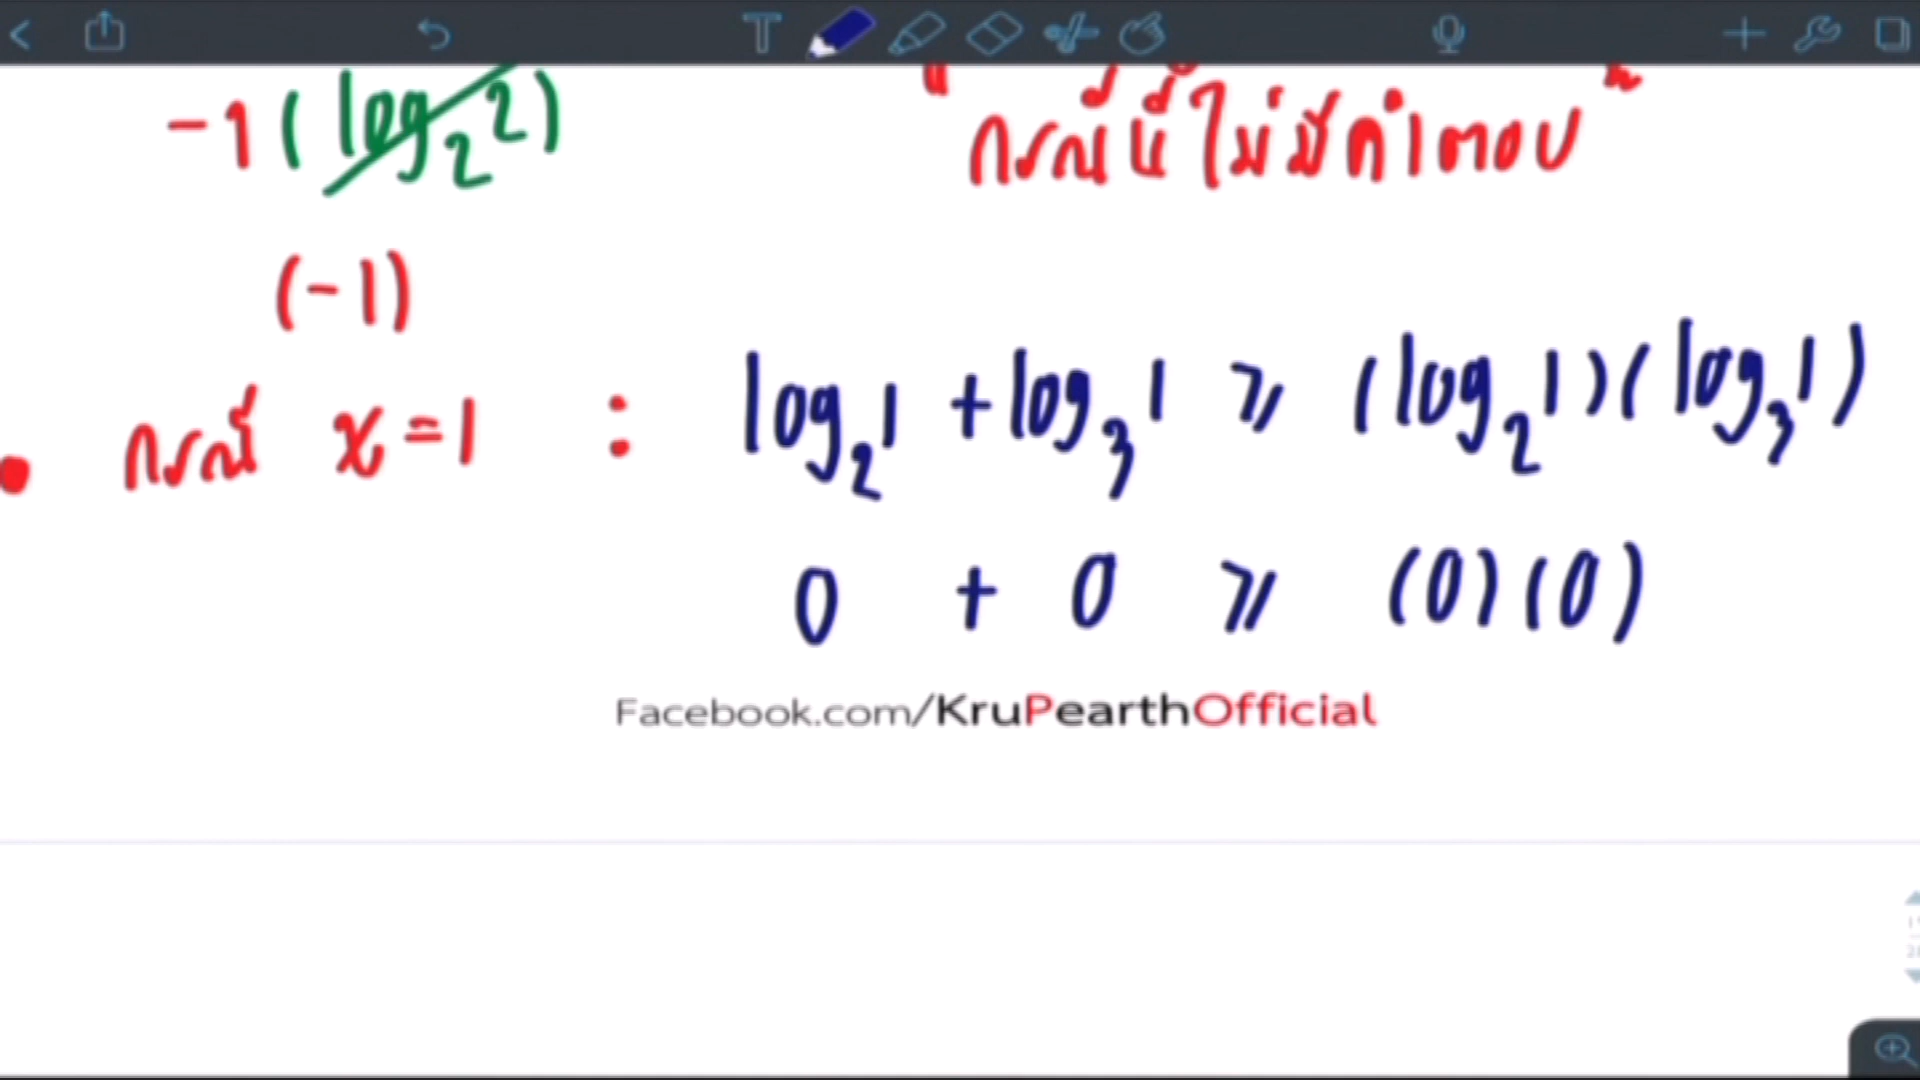 -1 (log₂2)
" กรณีนี้ไม่มีคำตอบ "
(-1)
• กรณี x=1 : log₂1 + log₃1 ⩾ (log₂1)(log₃1)
0 + 0 ⩾ (0)(0)
Facebook.com/KruPearthOfficial